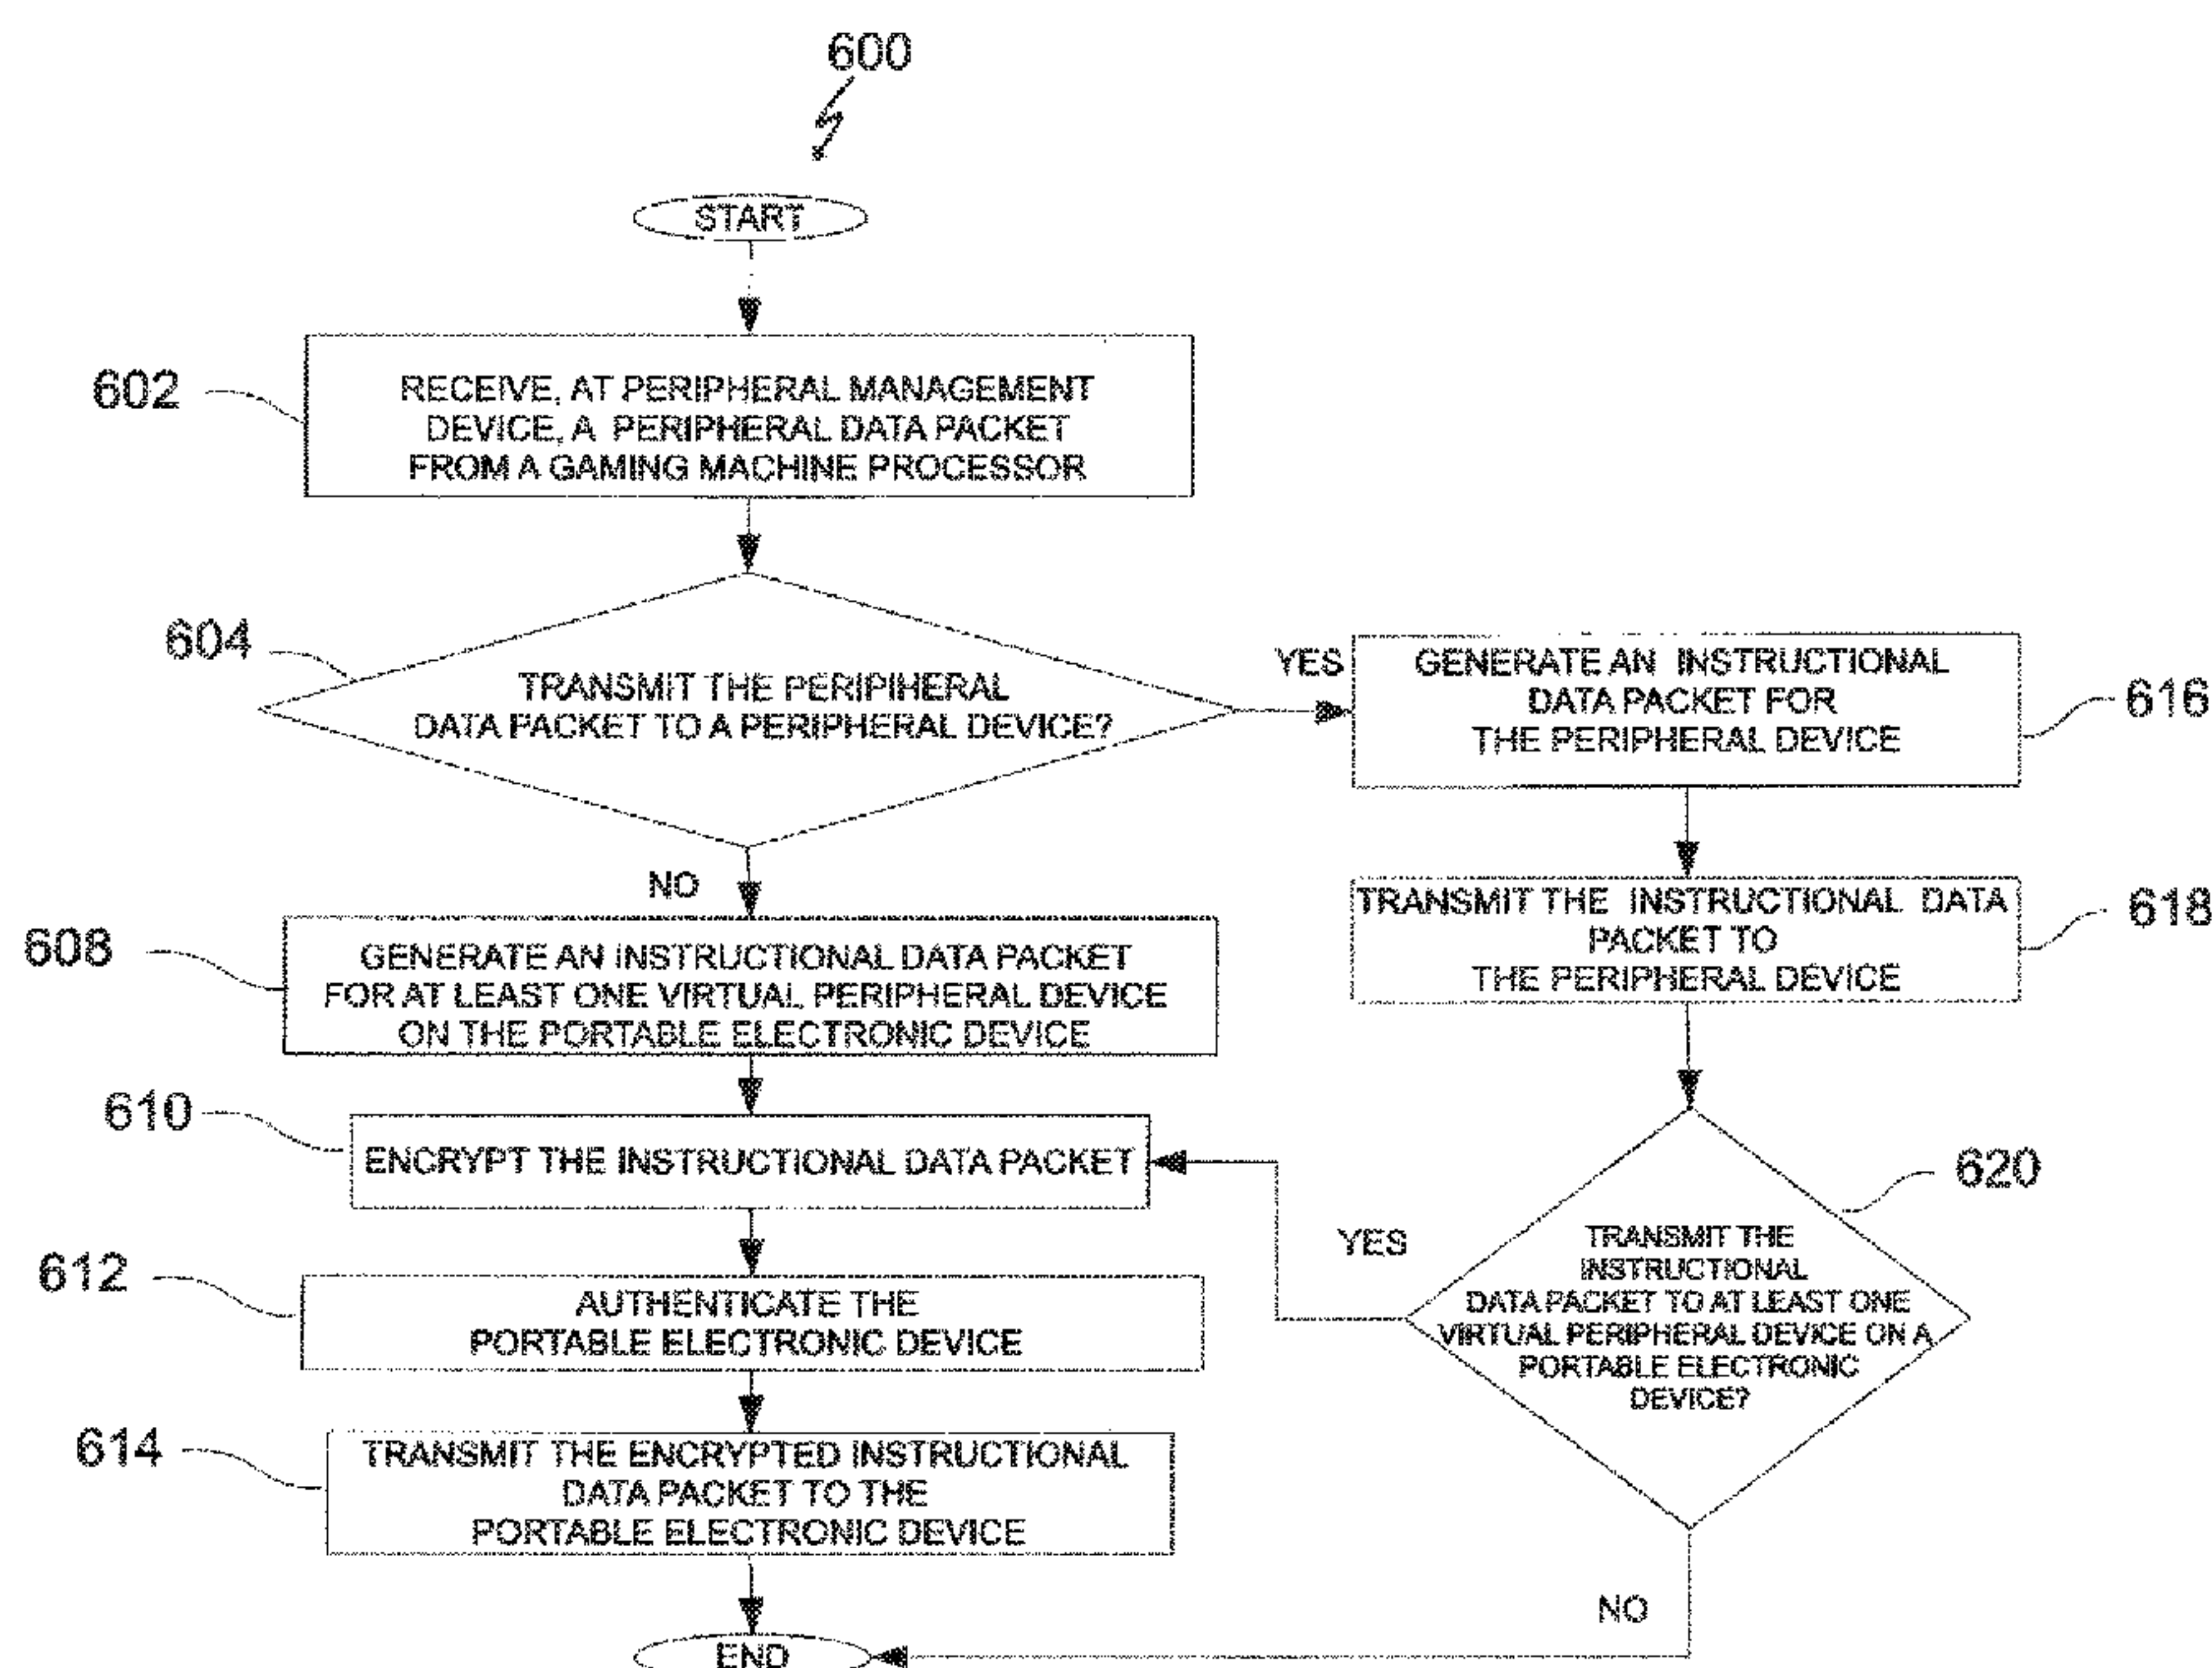 600
START
602
RECEIVE, AT PERIPHERAL MANAGEMENT
DEVICE, A PERIPHERAL DATA PACKET
FROM A GAMING MACHINE PROCESSOR
604
TRANSMIT THE PERIPIHERAL
DATA PACKET TO A PERIPHERAL DEVICE?
YES
GENERATE AN INSTRUCTIONAL
DATA PACKET FOR
THE PERIPHERAL DEVICE
616
NO
TRANSMIT THE INSTRUCTIONAL DATA
PACKET TO
THE PERIPHERAL DEVICE
618
608
GENERATE AN INSTRUCTIONAL DATA PACKET
FOR AT LEAST ONE VIRTUAL PERIPHERAL DEVICE
ON THE PORTABLE ELECTRONIC DEVICE
610
ENCRYPT THE INSTRUCTIONAL DATA PACKET
620
YES
TRANSMIT THE
INSTRUCTIONAL
DATA PACKET TO AT LEAST ONE
VIRTUAL PERIPHERAL DEVICE ON A
PORTABLE ELECTRONIC
DEVICE?
612
AUTHENTICATE THE
PORTABLE ELECTRONIC DEVICE
614
TRANSMIT THE ENCRYPTED INSTRUCTIONAL
DATA PACKET TO THE
PORTABLE ELECTRONIC DEVICE
NO
END